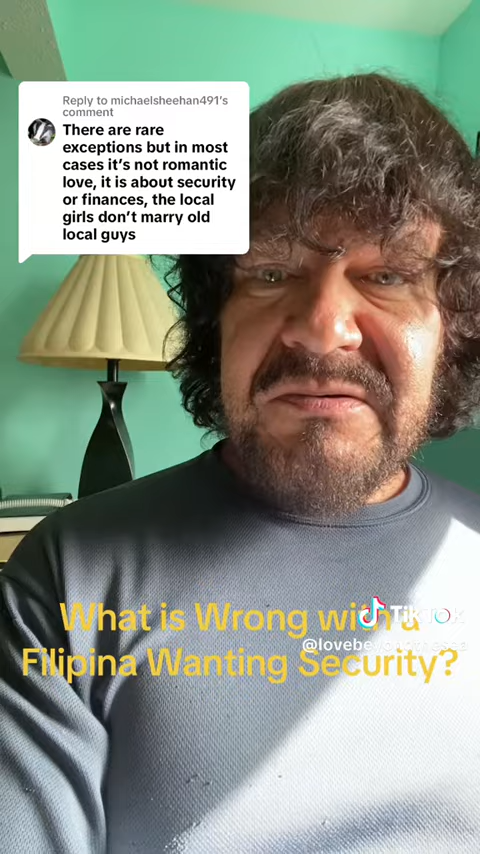 Reply to michaelsheehan491's
comment
There are rare
exceptions but in most
cases it's not romantic
love, it is about security
or finances, the local
girls don't marry old
local guys
What is Wrong with a
TikTok
Filipina Wanting Security?